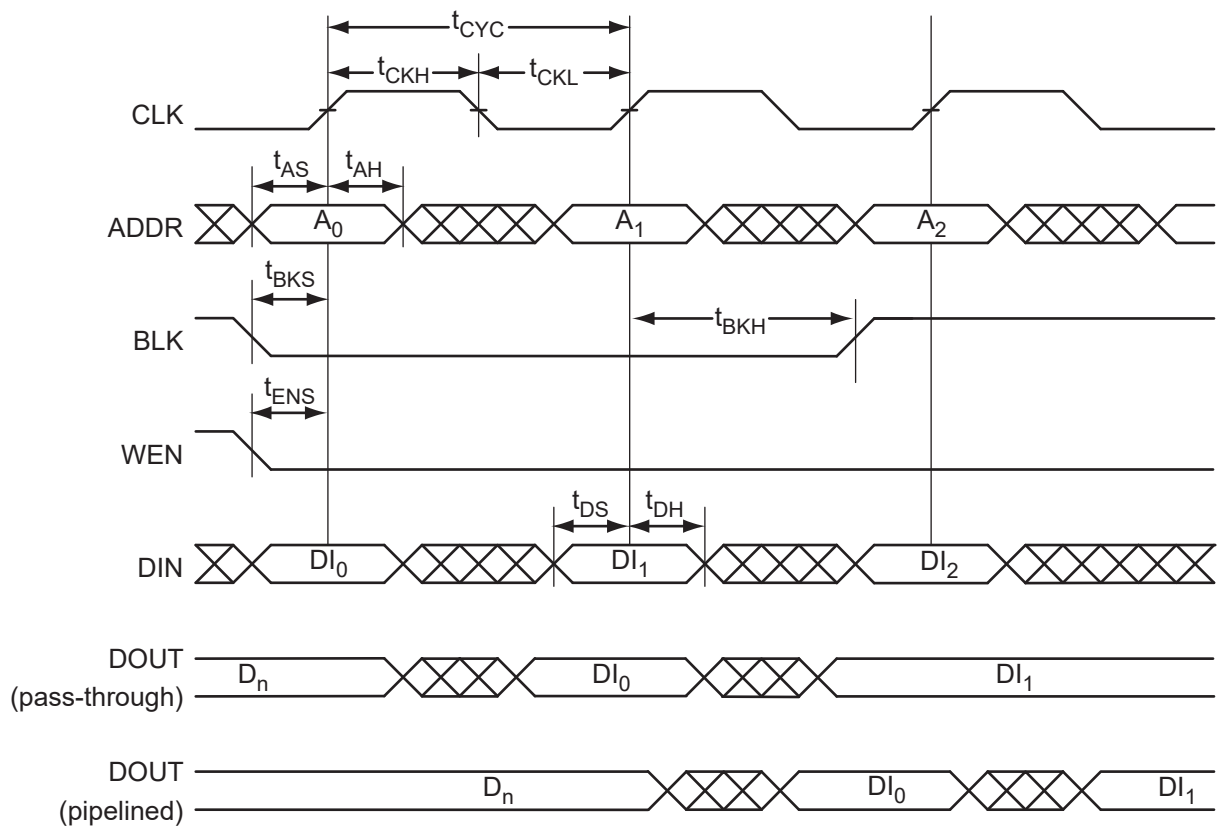 tCYC
tCKH tCKL
CLK
tAS tAH
ADDR A0 A1 A2
tBKS
BLK tBKH
tENS
WEN
tDS tDH
DIN DI0 DI1 DI2
DOUT
(pass-through) Dn DI0 DI1
DOUT
(pipelined) Dn DI0 DI1